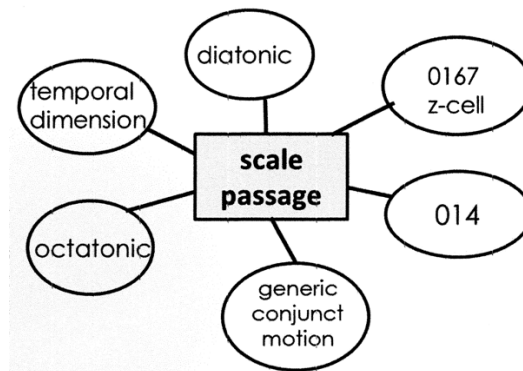 diatonic
0167
z-cell
temporal
dimension
scale
passage
014
octatonic
generic
conjunct
motion